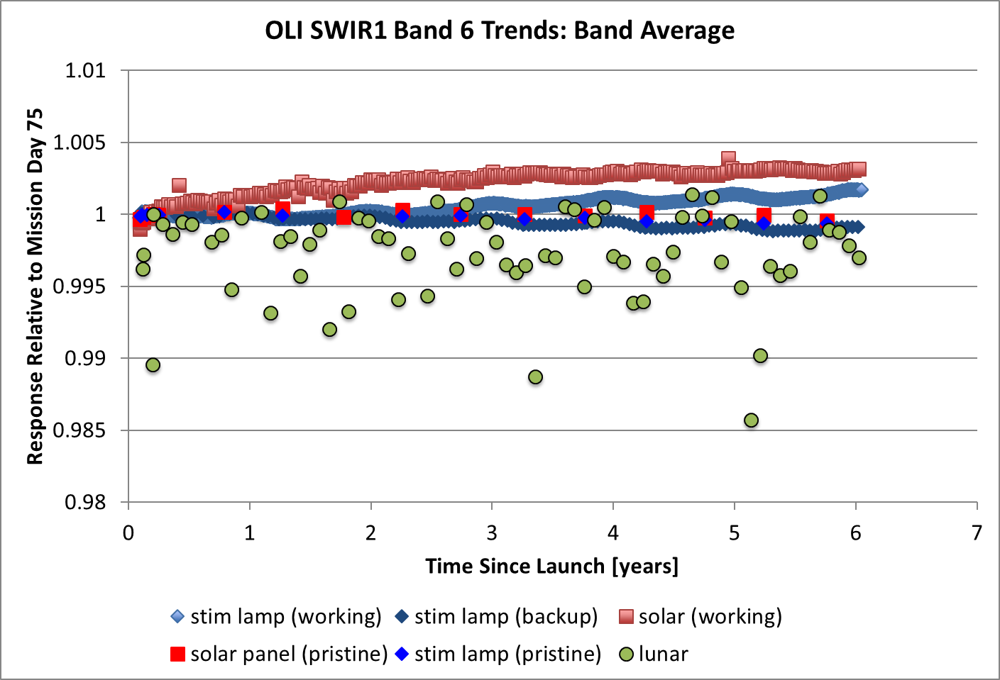 OLI SWIR1 Band 6 Trends: Band Average
Response Relative to Mission Day 75
1.01
1.005
1
0.995
0.99
0.985
0.98
0 1 2 3 4 5 6 7
Time Since Launch [years]
stim lamp (working) stim lamp (backup) solar (working)
solar panel (pristine) stim lamp (pristine) lunar